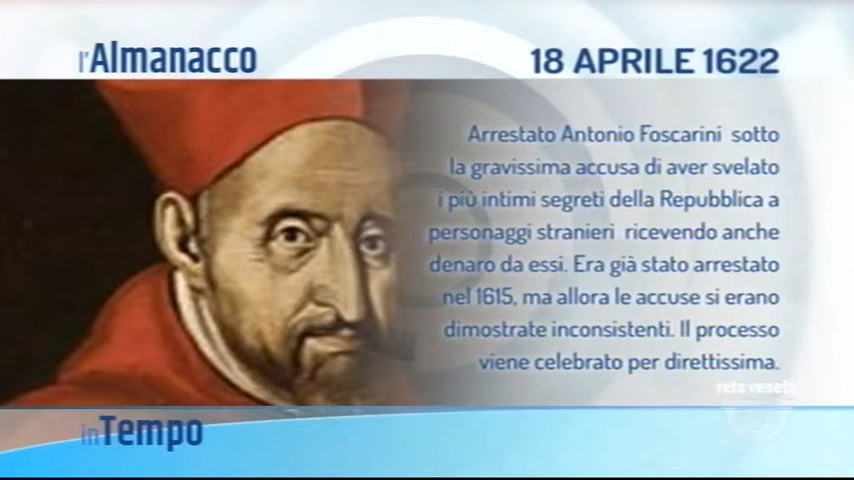 l'Almanacco
18 APRILE 1622
Arrestato Antonio Foscarini sotto
la gravissima accusa di aver svelato
i più intimi segreti della Repubblica a
personaggi stranieri ricevendo anche
denaro da essi. Era già stato arrestato
nel 1615, ma allora le accuse si erano
dimostrate inconsistenti. Il processo
viene celebrato per direttissima.
reteveneta
inTempo